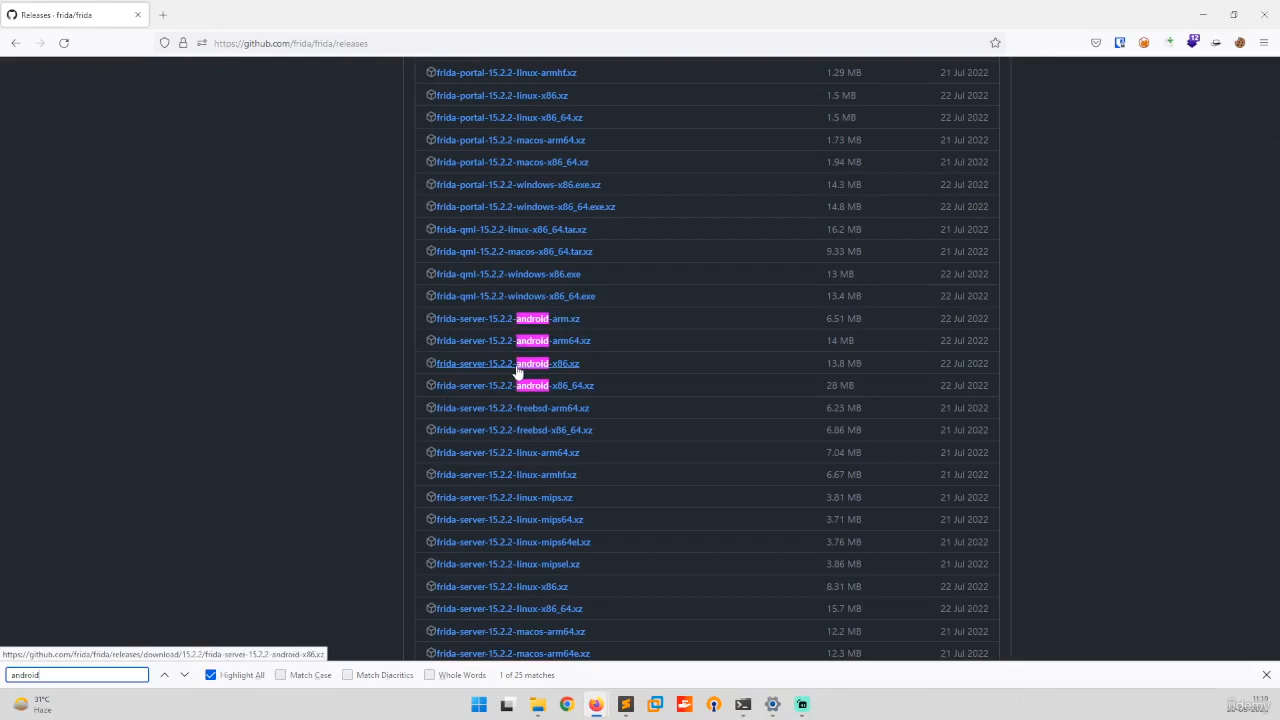 Releases · frida/frida
https://github.com/frida/frida/releases
12
frida-portal-15.2.2-linux-armhf.xz 1.29 MB 21 Jul 2022
frida-portal-15.2.2-linux-x86.xz 1.5 MB 22 Jul 2022
frida-portal-15.2.2-linux-x86_64.xz 1.5 MB 22 Jul 2022
frida-portal-15.2.2-macos-arm64.xz 1.73 MB 21 Jul 2022
frida-portal-15.2.2-macos-x86_64.xz 1.94 MB 21 Jul 2022
frida-portal-15.2.2-windows-x86.exe.xz 14.3 MB 22 Jul 2022
frida-portal-15.2.2-windows-x86_64.exe.xz 14.8 MB 22 Jul 2022
frida-qml-15.2.2-linux-x86_64.tar.xz 16.2 MB 21 Jul 2022
frida-qml-15.2.2-macos-x86_64.tar.xz 9.33 MB 21 Jul 2022
frida-qml-15.2.2-windows-x86.exe 13 MB 22 Jul 2022
frida-qml-15.2.2-windows-x86_64.exe 13.4 MB 22 Jul 2022
frida-server-15.2.2-android-arm.xz 6.51 MB 22 Jul 2022
frida-server-15.2.2-android-arm64.xz 14 MB 22 Jul 2022
frida-server-15.2.2-android-x86.xz 13.8 MB 22 Jul 2022
frida-server-15.2.2-android-x86_64.xz 28 MB 22 Jul 2022
frida-server-15.2.2-freebsd-arm64.xz 6.23 MB 21 Jul 2022
frida-server-15.2.2-freebsd-x86_64.xz 6.86 MB 21 Jul 2022
frida-server-15.2.2-linux-arm64.xz 7.04 MB 21 Jul 2022
frida-server-15.2.2-linux-armhf.xz 6.67 MB 21 Jul 2022
frida-server-15.2.2-linux-mips.xz 3.81 MB 21 Jul 2022
frida-server-15.2.2-linux-mips64.xz 3.71 MB 21 Jul 2022
frida-server-15.2.2-linux-mips64el.xz 3.76 MB 21 Jul 2022
frida-server-15.2.2-linux-mipsel.xz 3.86 MB 21 Jul 2022
frida-server-15.2.2-linux-x86.xz 8.31 MB 22 Jul 2022
frida-server-15.2.2-linux-x86_64.xz 15.7 MB 22 Jul 2022
frida-server-15.2.2-macos-arm64.xz 12.2 MB 21 Jul 2022
frida-server-15.2.2-macos-arm64e.xz 12.3 MB 21 Jul 2022
https://github.com/frida/frida/releases/download/15.2.2/frida-server-15.2.2-android-x86.xz
android Highlight All Match Case Match Diacritics Whole Words 1 of 25 matches
31°C
Haze
11:19
ûdemy